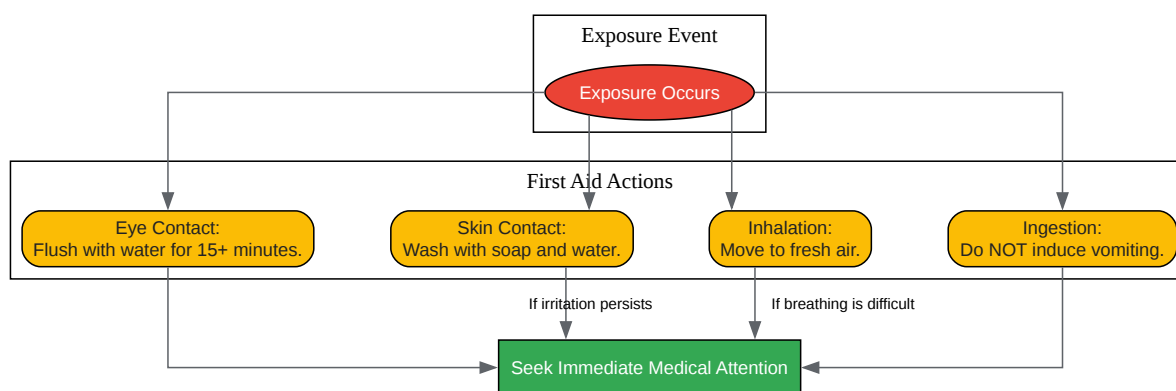 Exposure Event
Exposure Occurs
First Aid Actions
Eye Contact:
Flush with water for 15+ minutes.
Skin Contact:
Wash with soap and water.
Inhalation:
Move to fresh air.
Ingestion:
Do NOT induce vomiting.
If irritation persists
If breathing is difficult
Seek Immediate Medical Attention